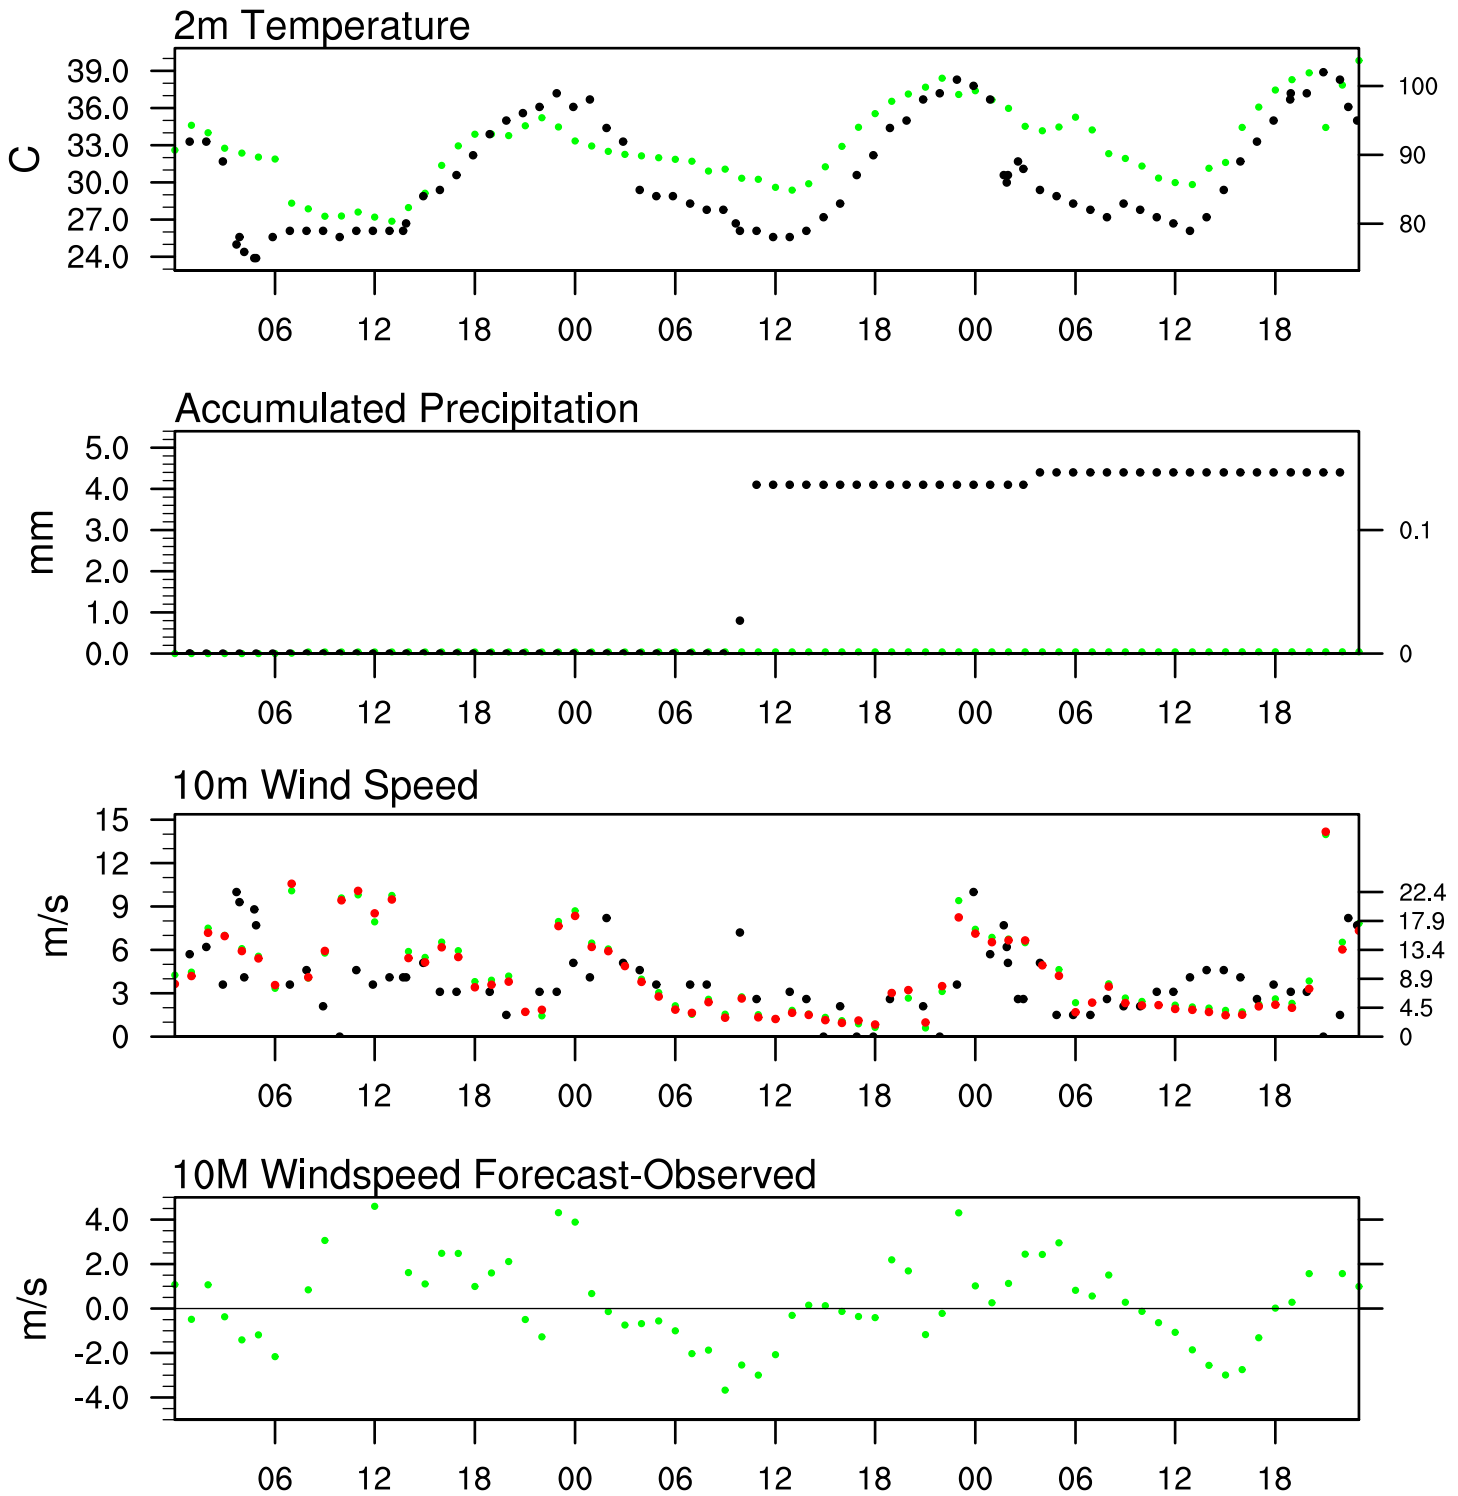 2m Temperature
39.0
36.0
33.0
30.0
27.0
24.0
C
100
90
80
06 12 18 00 06 12 18 00 06 12 18
Accumulated Precipitation
5.0
4.0
3.0
2.0
1.0
0.0
mm
0.1
0
06 12 18 00 06 12 18 00 06 12 18
10m Wind Speed
15
12
9
6
3
0
m/s
22.4
17.9
13.4
8.9
4.5
0
06 12 18 00 06 12 18 00 06 12 18
10M Windspeed Forecast-Observed
4.0
2.0
0.0
-2.0
-4.0
m/s
06 12 18 00 06 12 18 00 06 12 18